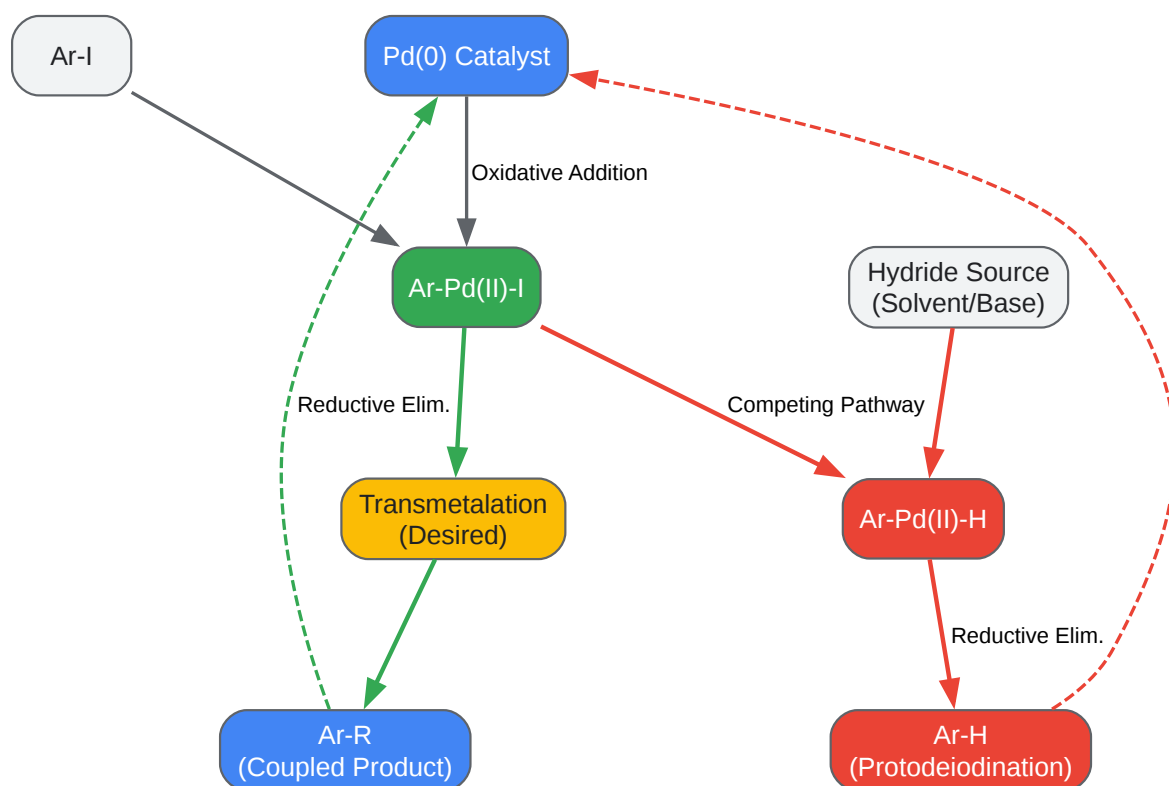 Ar-I
Pd(0) Catalyst
Oxidative Addition
Ar-Pd(II)-I
Hydride Source
(Solvent/Base)
Reductive Elim.
Competing Pathway
Transmetalation
(Desired)
Ar-Pd(II)-H
Reductive Elim.
Ar-R
(Coupled Product)
Ar-H
(Protodeiodination)